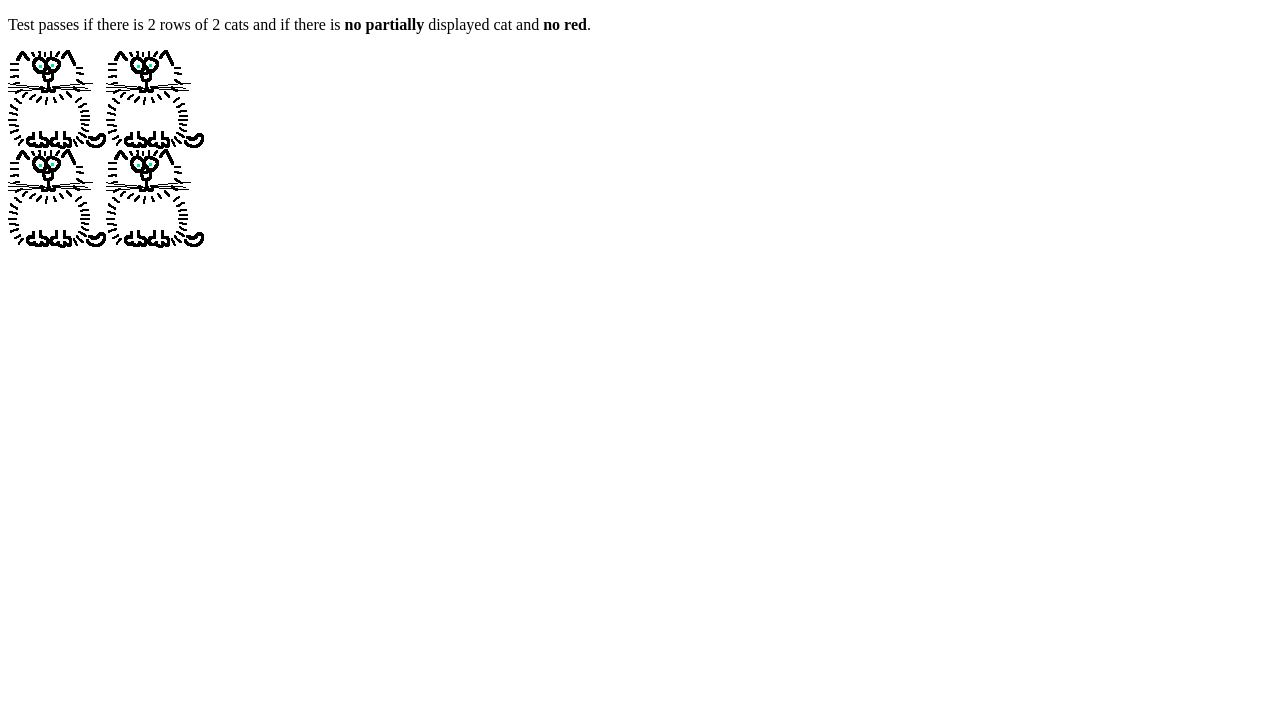 Test passes if there is 2 rows of 2 cats and if there is no partially displayed cat and no red.